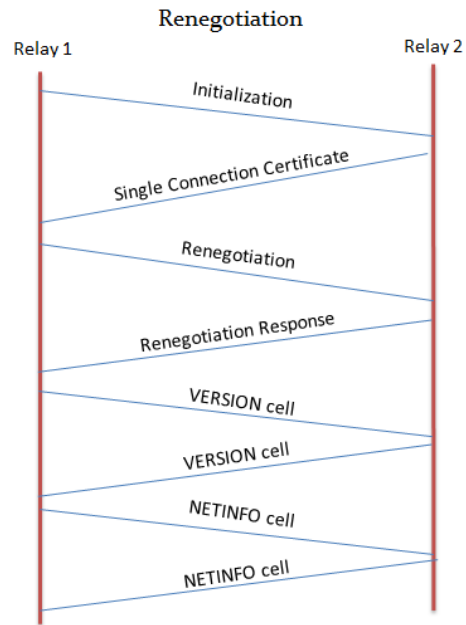 Renegotiation
Relay 1
Relay 2
Initialization
Single Connection Certificate
Renegotiation
Renegotiation Response
VERSION cell
VERSION cell
NETINFO cell
NETINFO cell